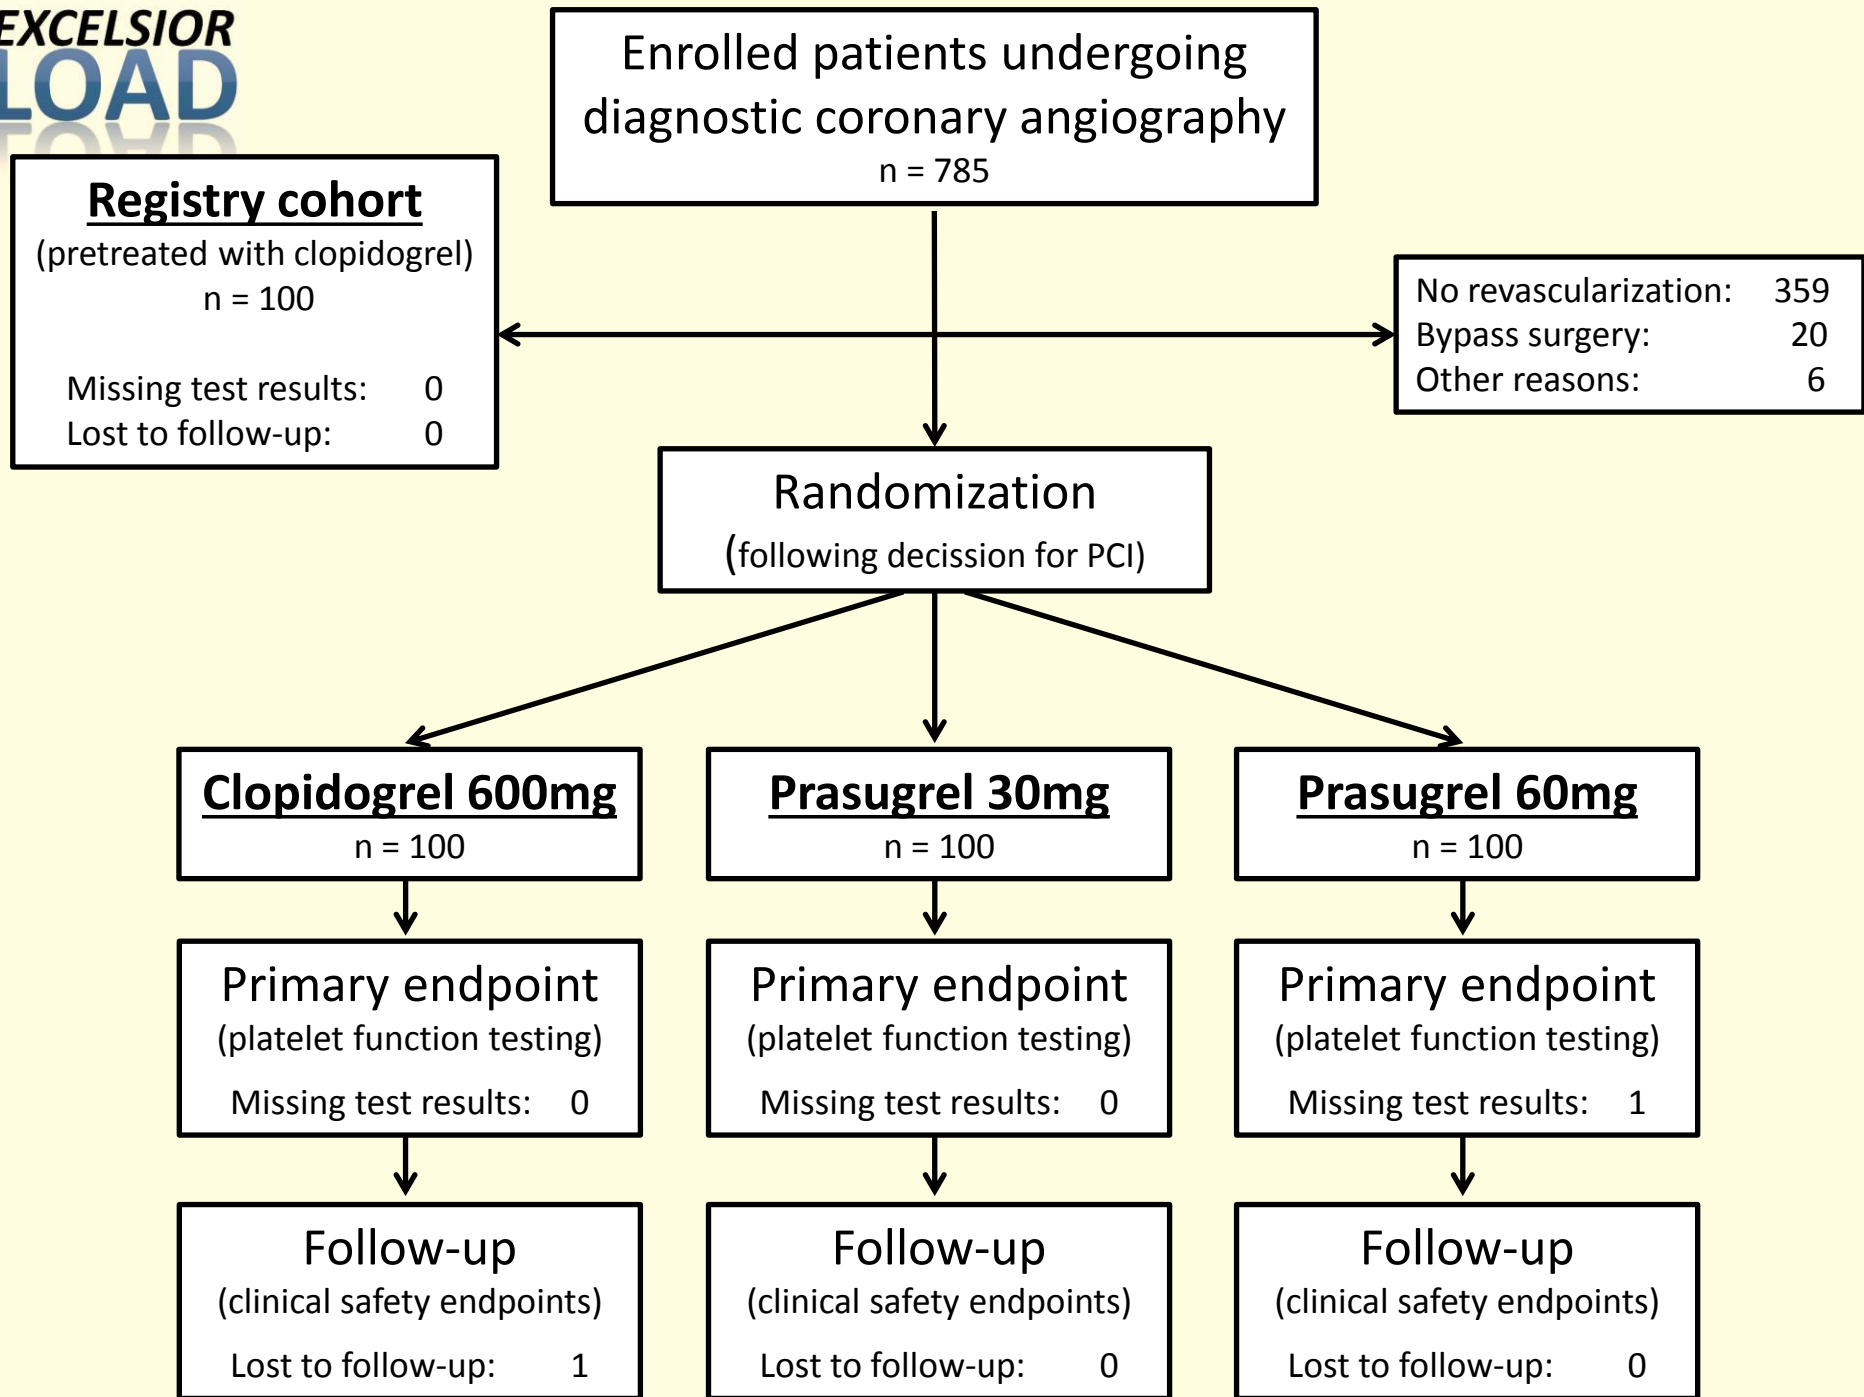 EXCELSIOR
LOAD
Enrolled patients undergoing
diagnostic coronary angiography
n = 785
Registry cohort
(pretreated with clopidogrel)
n = 100
Missing test results: 0
Lost to follow-up: 0
No revascularization: 359
Bypass surgery: 20
Other reasons: 6
Randomization
(following decission for PCI)
Clopidogrel 600mg
n = 100
Prasugrel 30mg
n = 100
Prasugrel 60mg
n = 100
Primary endpoint
(platelet function testing)
Missing test results: 0
Primary endpoint
(platelet function testing)
Missing test results: 0
Primary endpoint
(platelet function testing)
Missing test results: 1
Follow-up
(clinical safety endpoints)
Lost to follow-up: 1
Follow-up
(clinical safety endpoints)
Lost to follow-up: 0
Follow-up
(clinical safety endpoints)
Lost to follow-up: 0